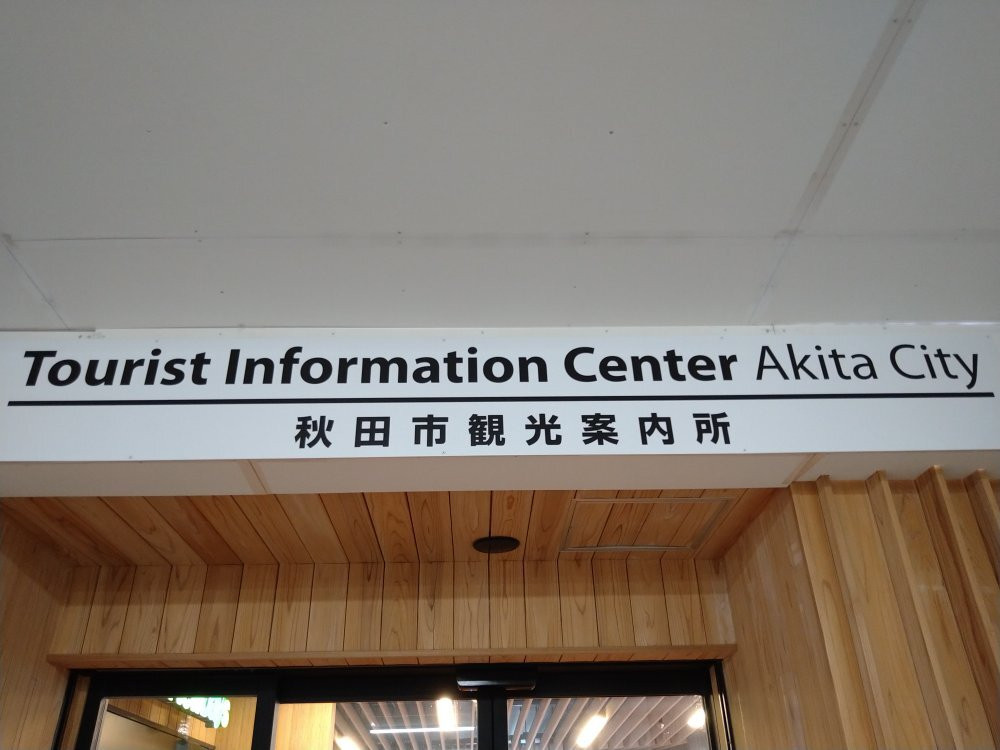 Tourist Information Center Akita City
秋田市観光案内所